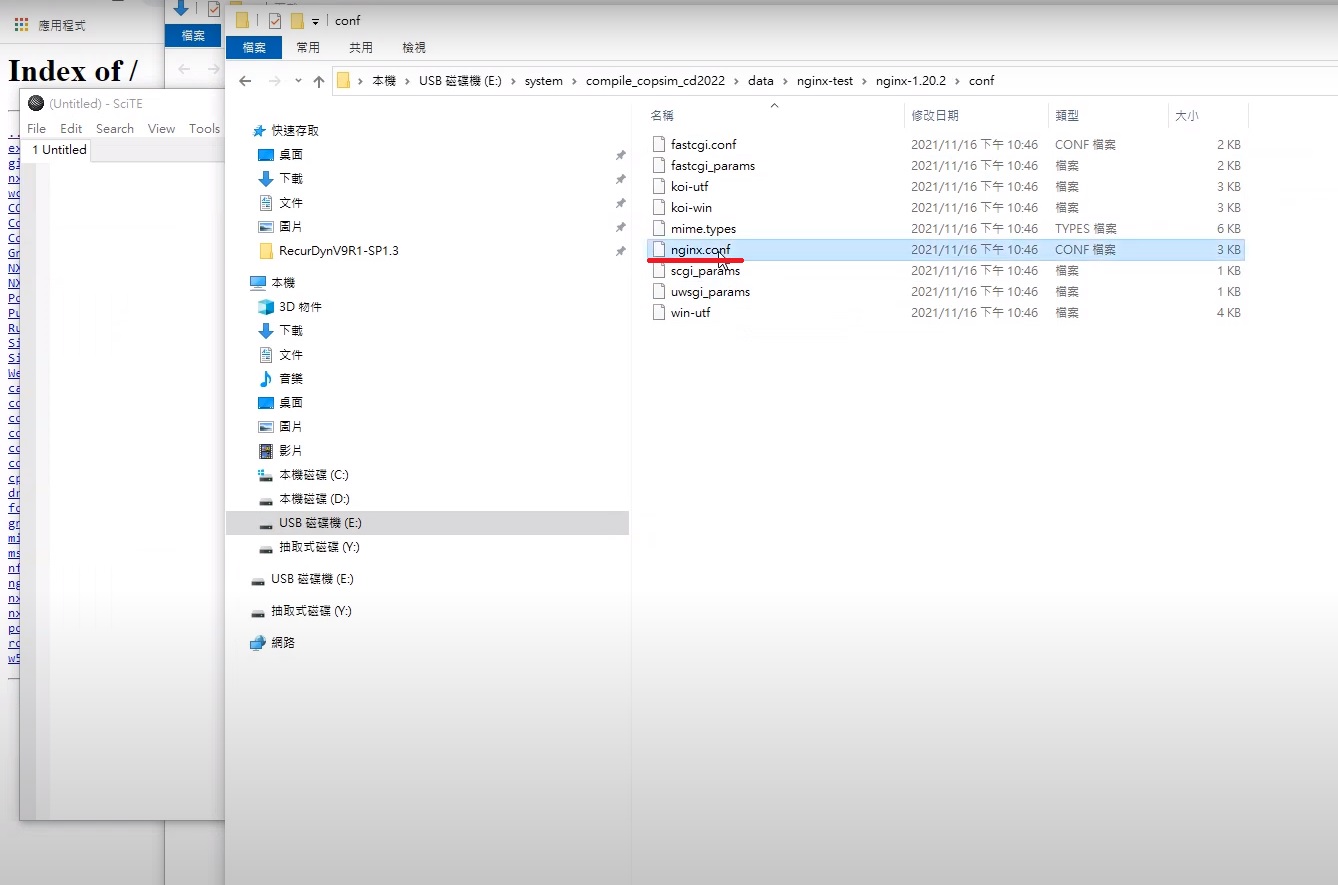 conf
應用程式
檔案
檔案 常用 共用 檢視
Index of /
本機 › USB 磁碟機 (E:) › system › compile_copsim_cd2022 › data › nginx-test › nginx-1.20.2 › conf
(Untitled) - SciTE
File Edit Search View Tools
1 Untitled
名稱 修改日期 類型 大小
fastcgi.conf 2021/11/16 下午 10:46 CONF 檔案 2 KB
fastcgi_params 2021/11/16 下午 10:46 檔案 2 KB
koi-utf 2021/11/16 下午 10:46 檔案 3 KB
koi-win 2021/11/16 下午 10:46 檔案 3 KB
mime.types 2021/11/16 下午 10:46 TYPES 檔案 6 KB
nginx.conf 2021/11/16 下午 10:46 CONF 檔案 3 KB
scgi_params 2021/11/16 下午 10:46 檔案 1 KB
uwsgi_params 2021/11/16 下午 10:46 檔案 1 KB
win-utf 2021/11/16 下午 10:46 檔案 4 KB
快速存取
桌面
下載
文件
圖片
RecurDynV9R1-SP1.3
本機
3D 物件
下載
文件
音樂
桌面
圖片
影片
本機磁碟 (C:)
本機磁碟 (D:)
USB 磁碟機 (E:)
抽取式磁碟 (Y:)
USB 磁碟機 (E:)
抽取式磁碟 (Y:)
網路